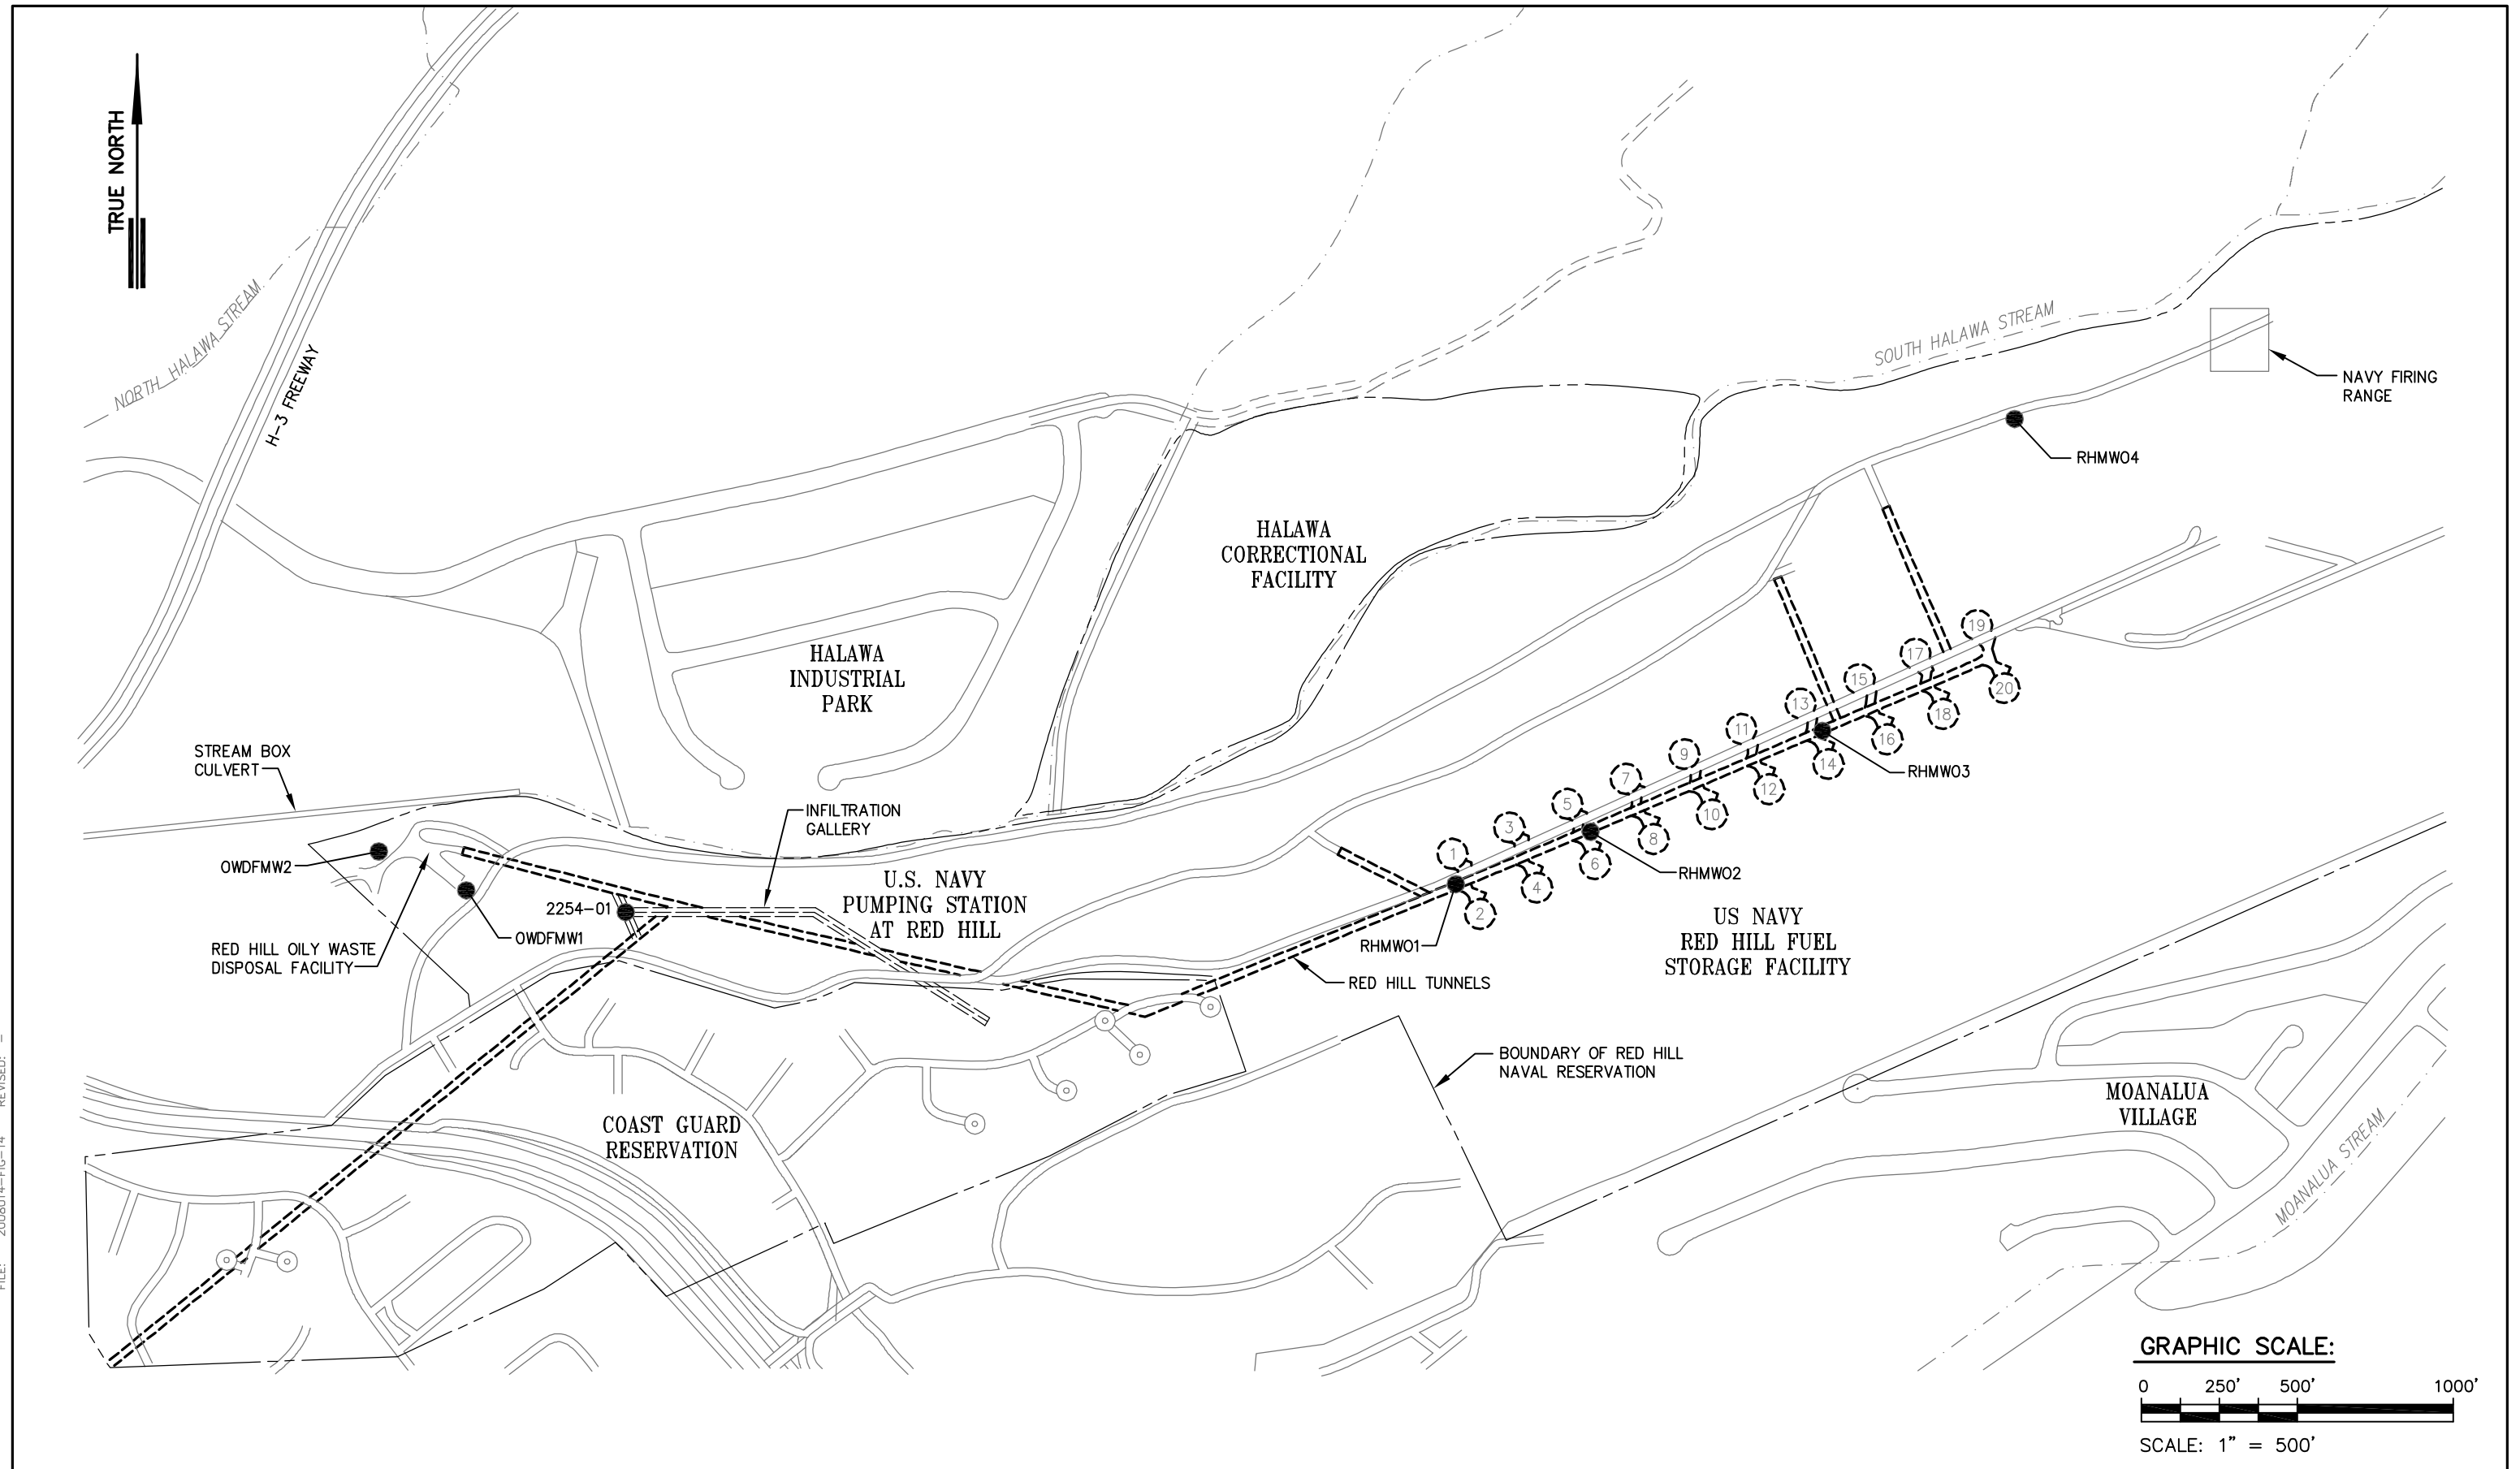 TRUE NORTH
NORTH HALAWA STREAM
H-3 FREEWAY
SOUTH HALAWA STREAM
NAVY FIRING
RANGE
RHMW04
HALAWA
CORRECTIONAL
FACILITY
HALAWA
INDUSTRIAL
PARK
19
17
15
13
11
9
7
5
3
1
20
18
16
14
12
10
8
6
4
2
RHMW03
RHMW02
RHMW01
STREAM BOX
CULVERT
INFILTRATION
GALLERY
OWDFMW2
2254-01
OWDFMW1
RED HILL OILY WASTE
DISPOSAL FACILITY
U.S. NAVY
PUMPING STATION
AT RED HILL
US NAVY
RED HILL FUEL
STORAGE FACILITY
RED HILL TUNNELS
BOUNDARY OF RED HILL
NAVAL RESERVATION
COAST GUARD
RESERVATION
MOANALUA
VILLAGE
MOANALUA STREAM
GRAPHIC SCALE:
0 250' 500' 1000'
SCALE: 1" = 500'
REVISED: -